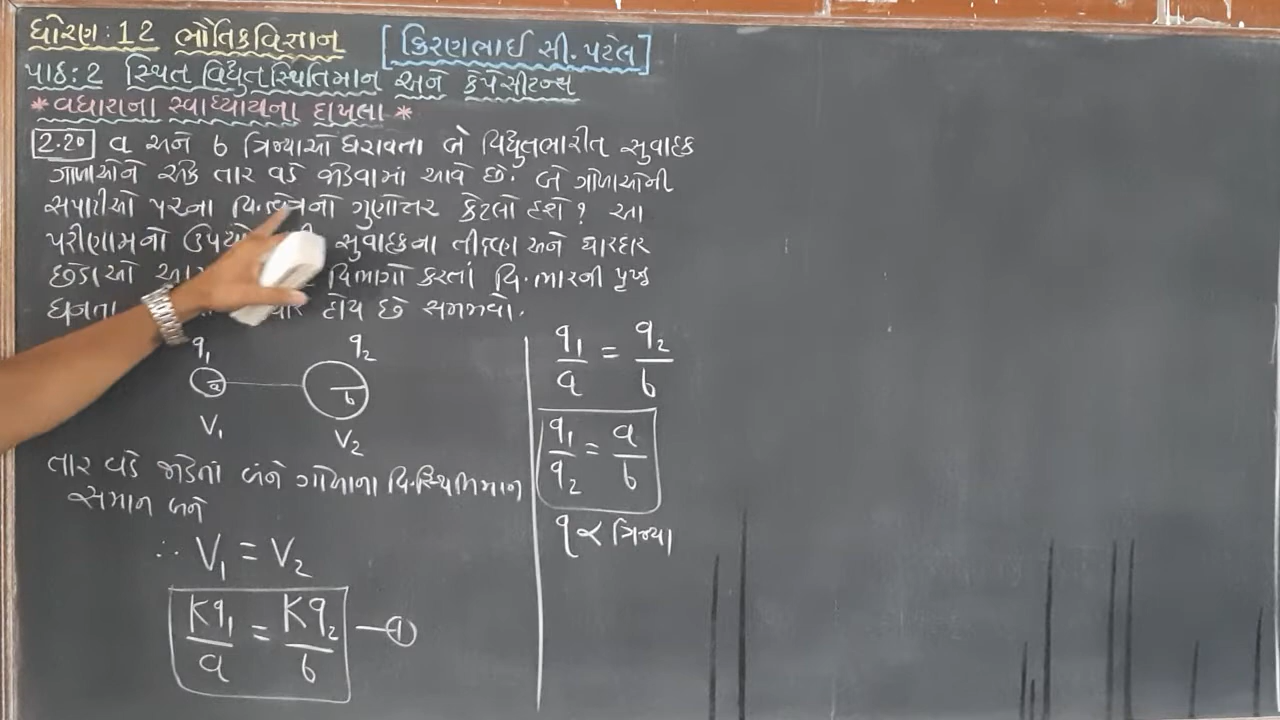 ધોરણ : 12 ભૌતિકવિજ્ઞાન [કિરણભાઈ સી. પટેલ]
પાઠ : 2 સ્થિત વિદ્યુતસ્થિતિમાન અને કેપેસીટન્સ
* વધારાના સ્વાધ્યાયના દાખલા *
2.20 a અને b ત્રિજ્યાઓ ધરાવતા બે વિદ્યુતભારીત સુવાહક
ગોળાઓને એક તાર વડે જોડવામાં આવે છે. બે ગોળાઓની
સપાટીઓ પરના વિ.ક્ષેત્રનો ગુણોત્તર કેટલો હશે ? આ
પરીણામનો સુવાહકના તીક્ષ્ણ અને ધારદાર
છેડાઓ વિભાગો કરતાં વિ.ભારની પૃષ્ઠ
ઘનતા હોય છે સમજાવો.
q₁ q₂
a b
V₁ V₂
તાર વડે જોડતાં બંને ગોળાના વિ.સ્થિતિમાન
સમાન બને
∴ V₁ = V₂
Kq₁/a = Kq₂/b —①
q₁/a = q₂/b
q₁/q₂ = a/b
q ∝ ત્રિજ્યા